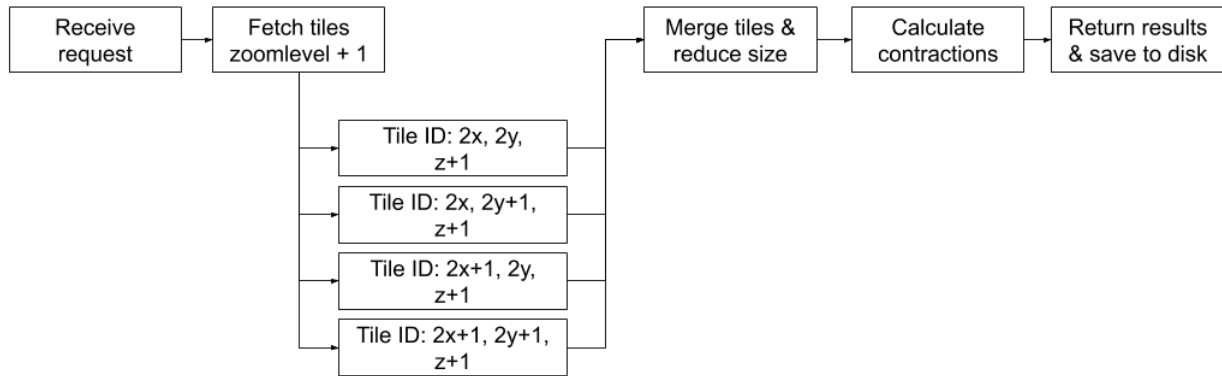 Receive
request
Fetch tiles
zoomlevel + 1
Merge tiles &
reduce size
Calculate
contractions
Return results
& save to disk
Tile ID: 2x, 2y,
z+1
Tile ID: 2x, 2y+1,
z+1
Tile ID: 2x+1, 2y,
z+1
Tile ID: 2x+1, 2y+1,
z+1